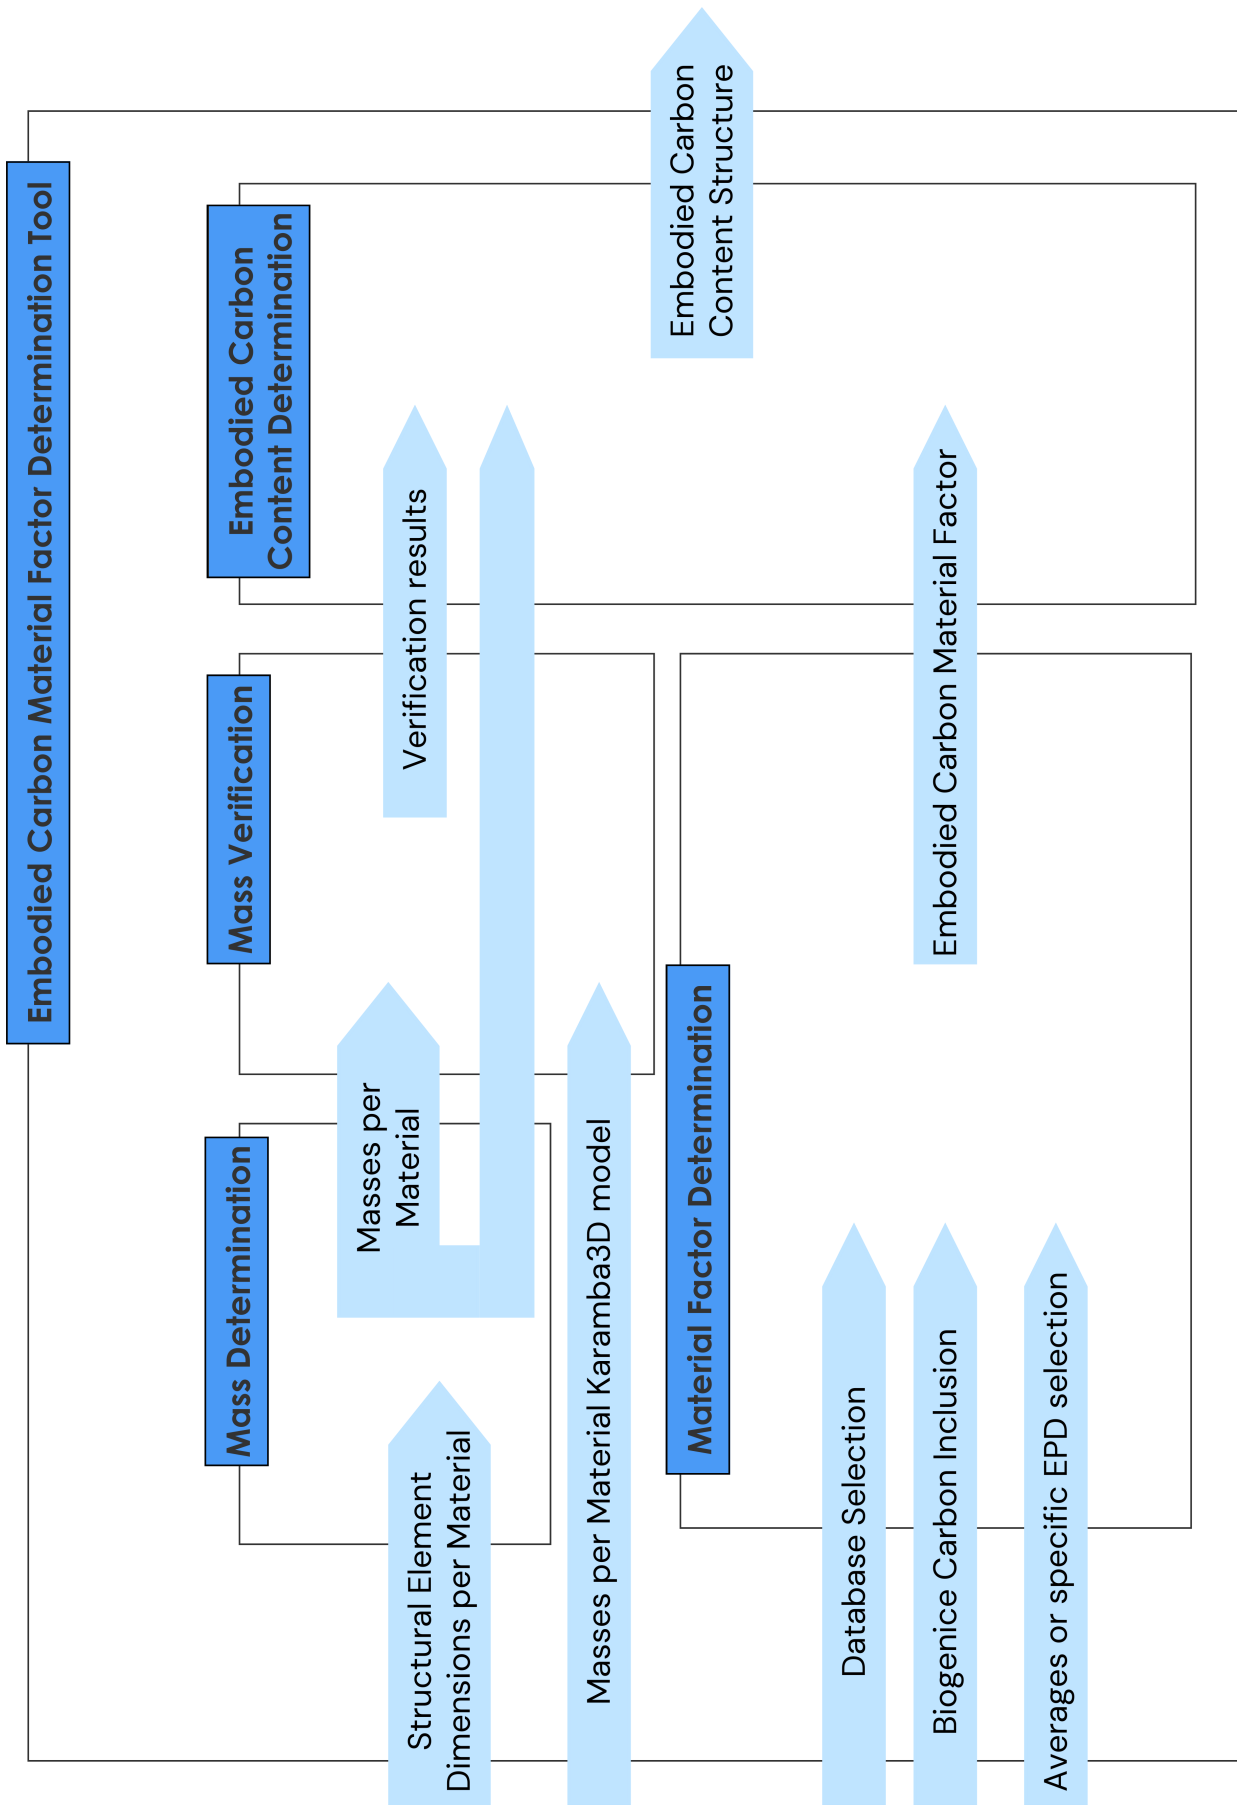 Embodied Carbon Material Factor Determination Tool
Mass Determination
Mass Verification
Embodied Carbon
Content Determination
Structural Element
Dimensions per Material
Masses per
Material
Verification results
Masses per Material Karamba3D model
Embodied Carbon
Content Structure
Material Factor Determination
Database Selection
Biogenice Carbon Inclusion
Embodied Carbon Material Factor
Averages or specific EPD selection